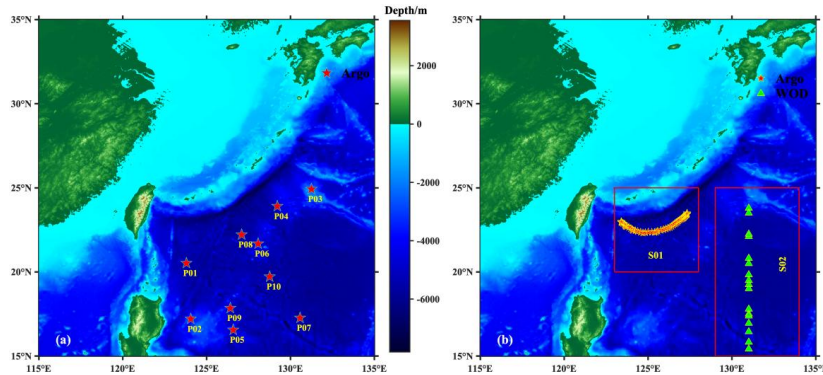 Depth/m
35°N
30°N
25°N
20°N
15°N
115°E
120°E
125°E
130°E
135°E
Argo
P03
P04
P08
P06
P01
P10
P09
P02
P05
P07
(a)
2000
0
-2000
-4000
-6000
35°N
30°N
25°N
20°N
15°N
115°E
120°E
125°E
130°E
135°E
Argo
WOD
S01
S02
(b)